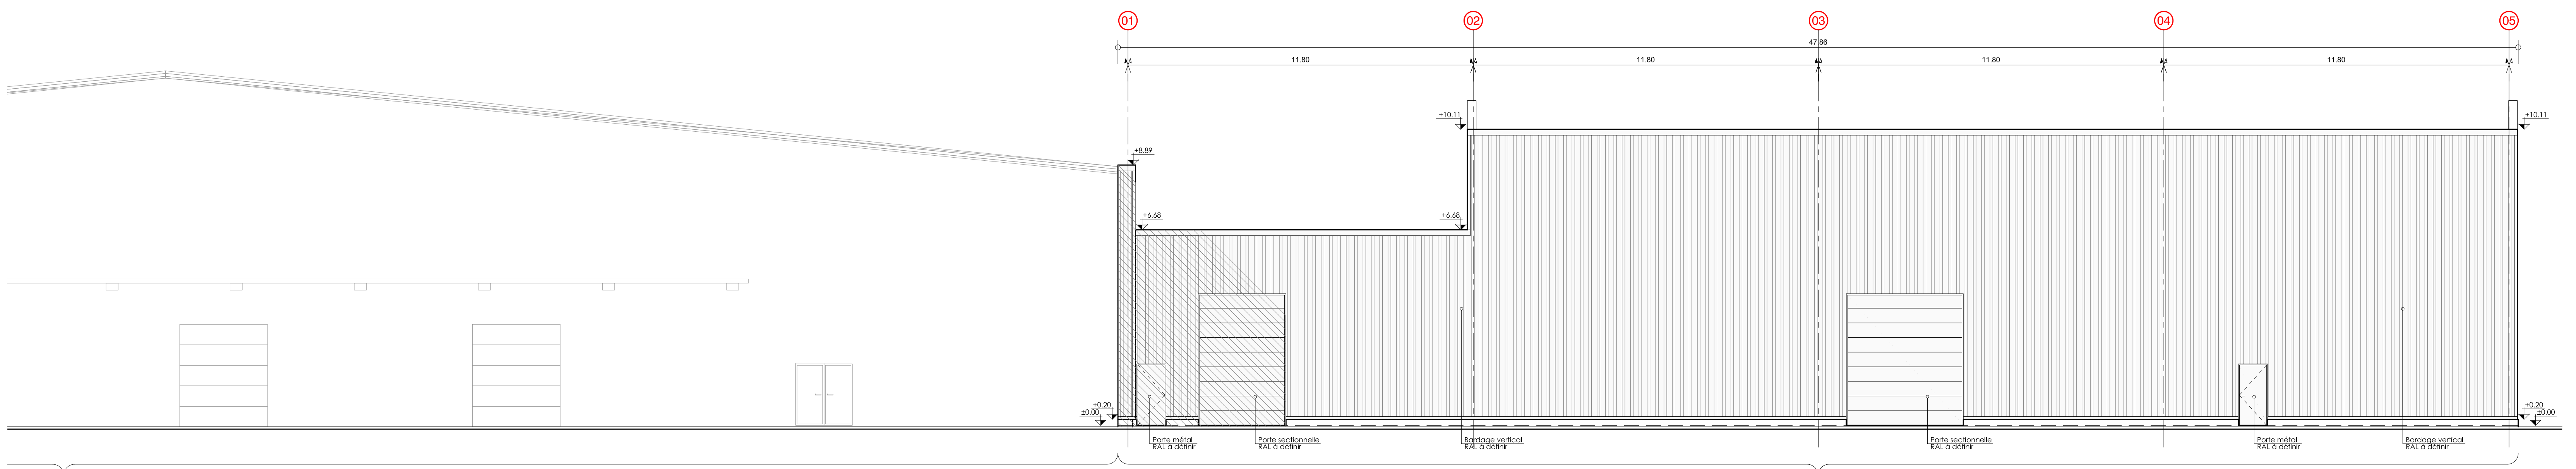 01
02
03
04
05
47.86
11.80
11.80
11.80
11.80
+10.11
+10.11
+8.89
+6.68
+6.68
+0.20
±0.00
+0.20
±0.00
Porte métal
RAL à définir
Porte sectionnelle
RAL à définir
Bardage vertical
RAL à définir
Porte sectionnelle
RAL à définir
Porte métal
RAL à définir
Bardage vertical
RAL à définir